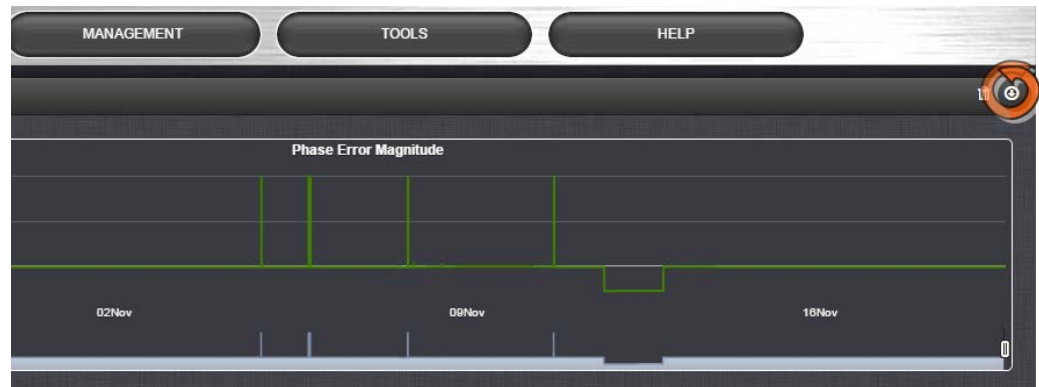 MANAGEMENT
TOOLS
HELP
Phase Error Magnitude
02Nov
09Nov
16Nov